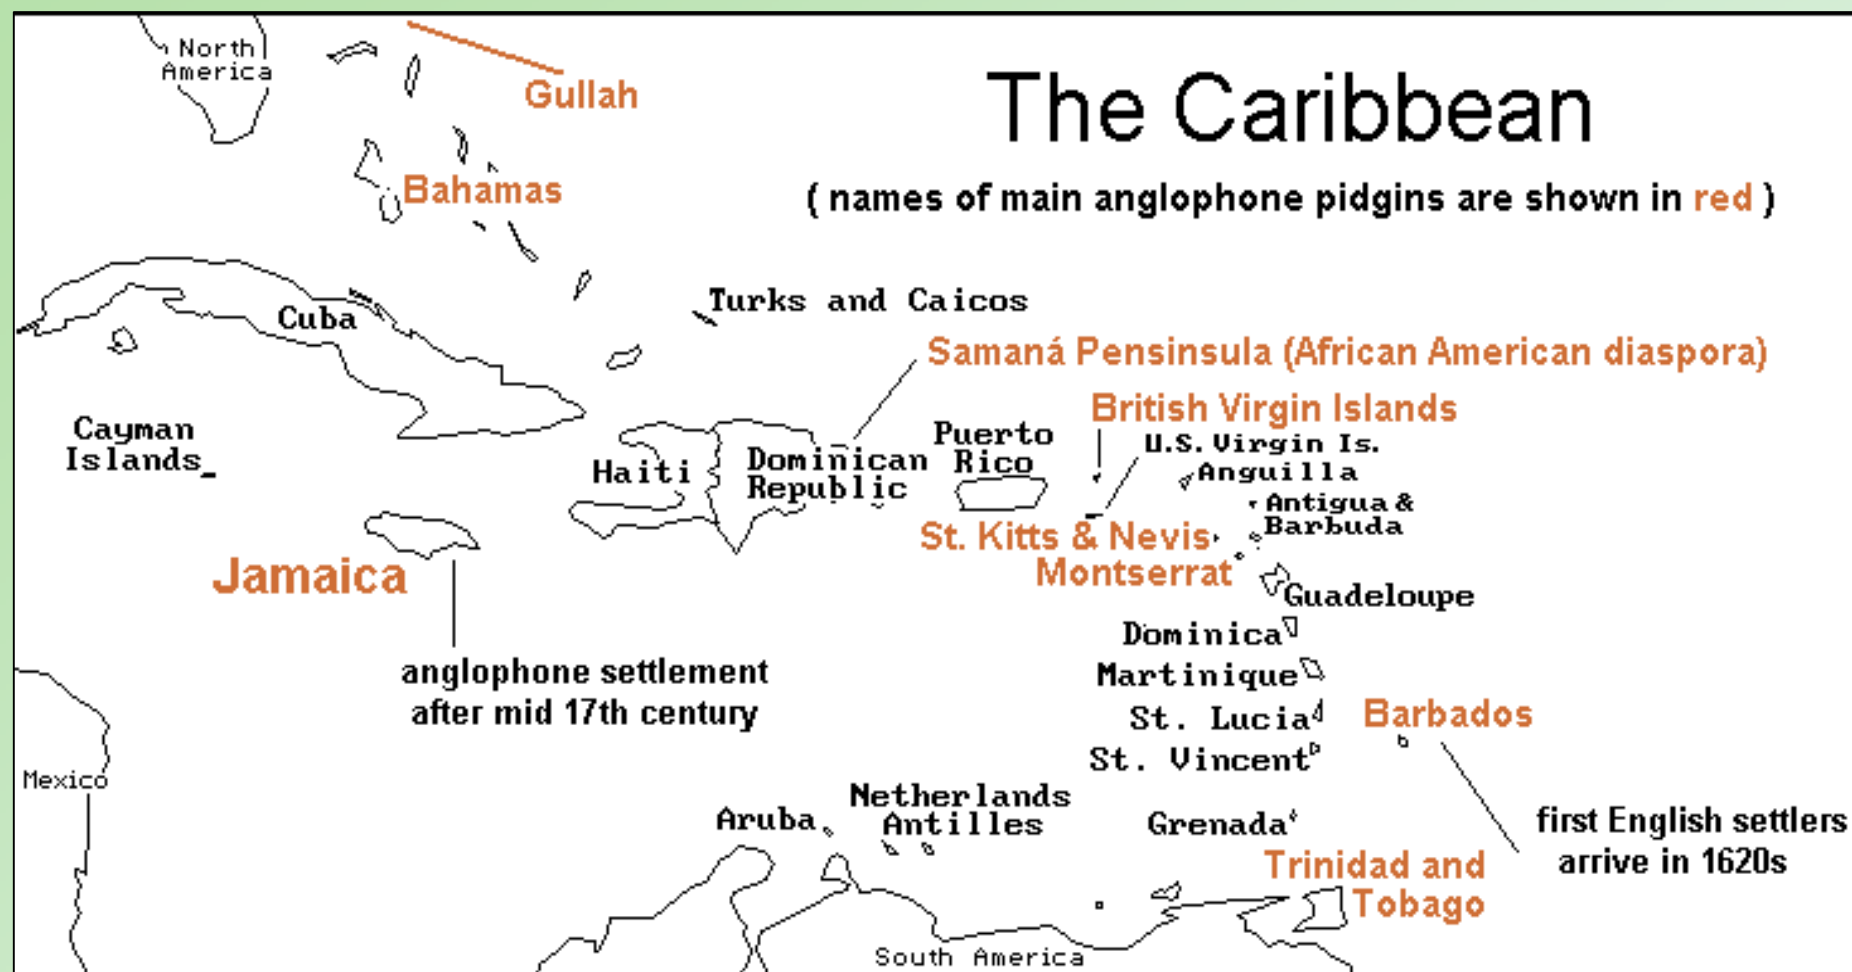 North
America
Gullah
The Caribbean
Bahamas
( names of main anglophone pidgins are shown in red )
Turks and Caicos
Cuba
Samaná Pensinsula (African American diaspora)
British Virgin Islands
Cayman
Islands
Puerto
Rico
U.S. Virgin Is.
Haiti
Dominican
Republic
Anguilla
Antigua &
Barbuda
St. Kitts & Nevis
Montserrat
Jamaica
Guadeloupe
Dominica
anglophone settlement
after mid 17th century
Martinique
St. Lucia
Barbados
St. Vincent
Mexico
Netherlands
Antilles
Aruba
Grenada
first English settlers
arrive in 1620s
Trinidad and
Tobago
South America